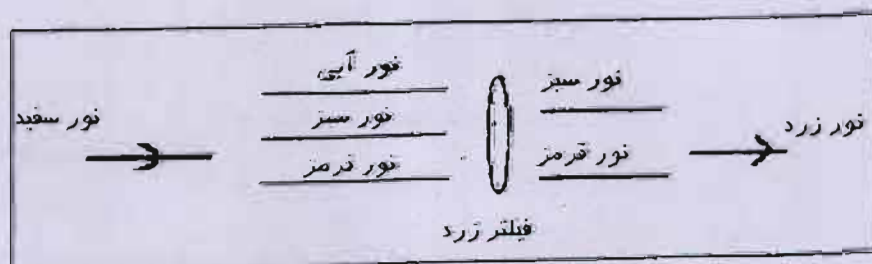 نور سفید
نور آبی
نور سبز
نور قرمز
نور سبز
نور قرمز
فیلتر زرد
نور زرد